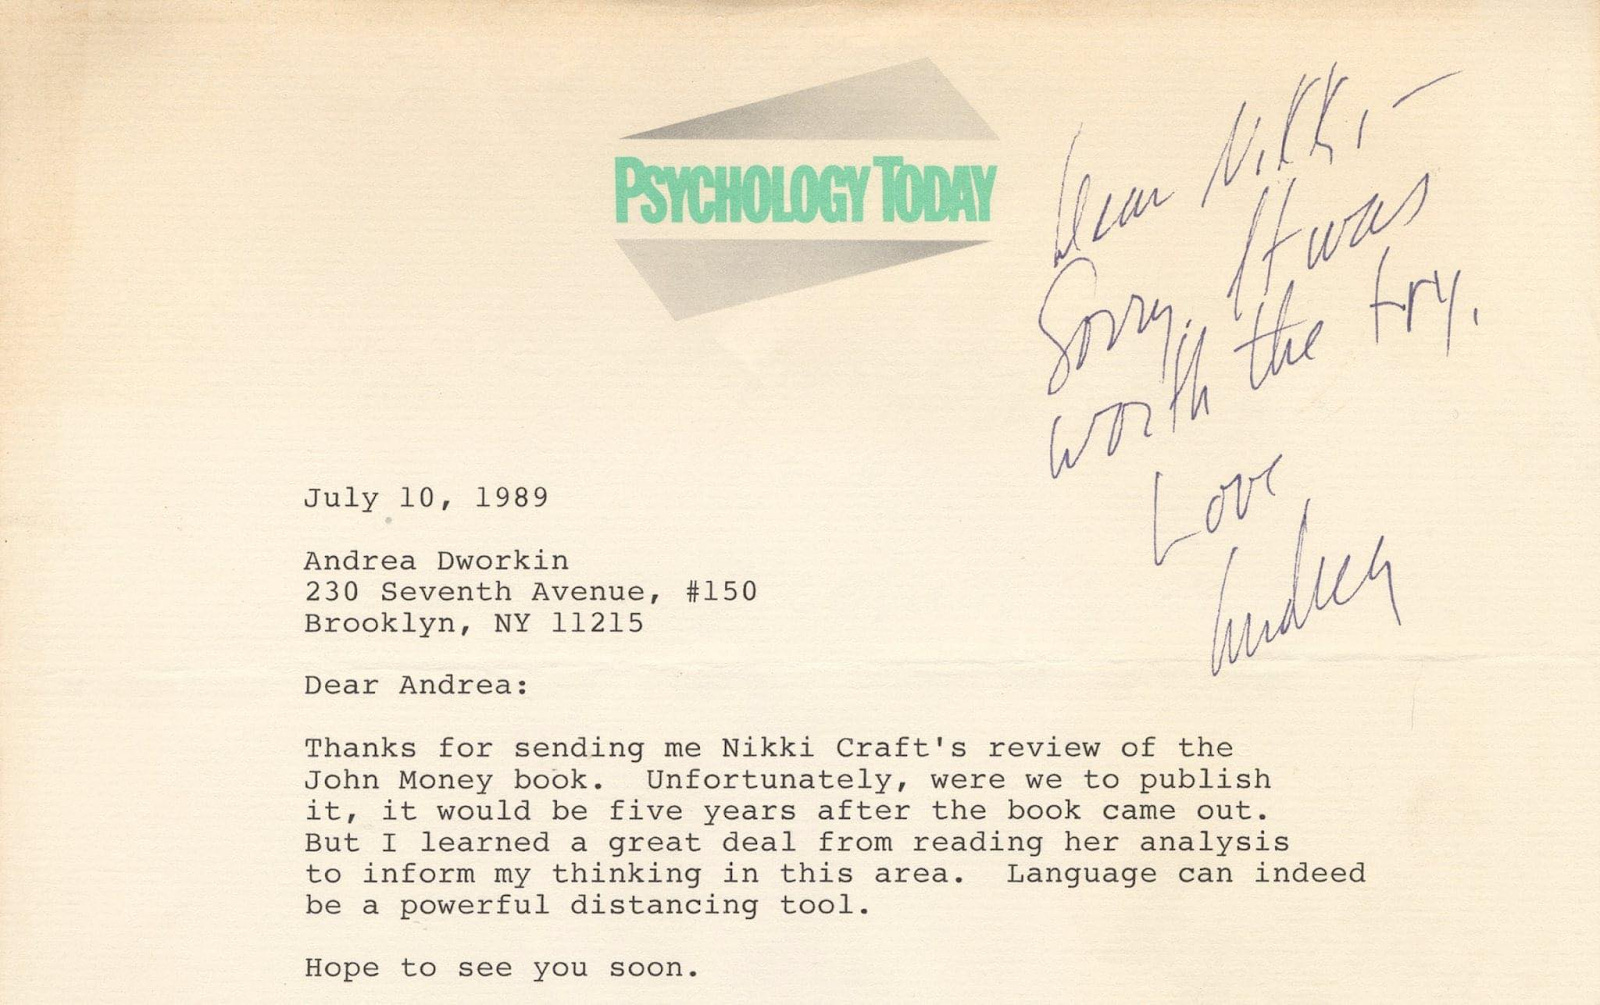 PSYCHOLOGY TODAY
Dear Nikki –
Sorry. It was
worth the try.
Love
Andrea
July 10, 1989
Andrea Dworkin
230 Seventh Avenue, #150
Brooklyn, NY 11215
Dear Andrea:
Thanks for sending me Nikki Craft's review of the
John Money book.  Unfortunately, were we to publish
it, it would be five years after the book came out.
But I learned a great deal from reading her analysis
to inform my thinking in this area.  Language can indeed
be a powerful distancing tool.
Hope to see you soon.